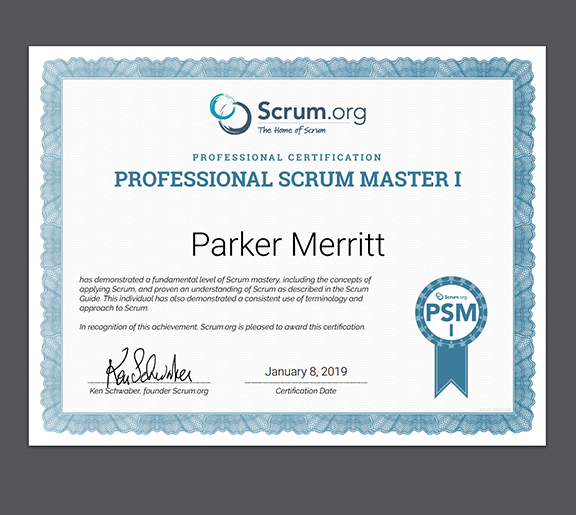 Scrum.org
The Home of Scrum
PROFESSIONAL CERTIFICATION
PROFESSIONAL SCRUM MASTER I
Parker Merritt
has demonstrated a fundamental level of Scrum mastery, including the concepts of
applying Scrum, and proven an understanding of Scrum as described in the Scrum
Guide. This individual has also demonstrated a consistent use of terminology and
approach to Scrum.
In recognition of this achievement, Scrum.org is pleased to award this certification.
Scrum.org
PSM
I
Ken Schwaber
January 8, 2019
Ken Schwaber, founder Scrum.org
Certification Date